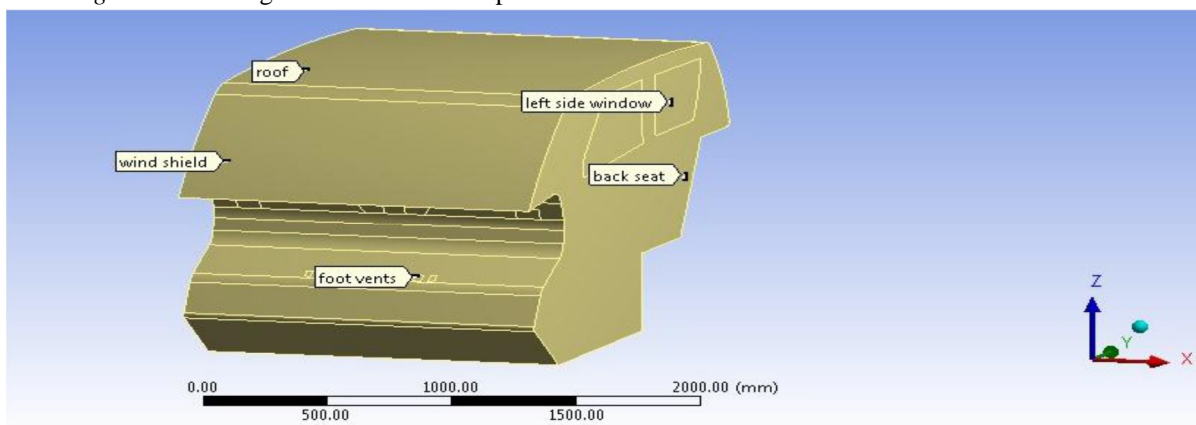 roof
left side window
wind shield
back seat
foot vents
Z
Y
X
0.00 1000.00 2000.00 (mm)
500.00 1500.00